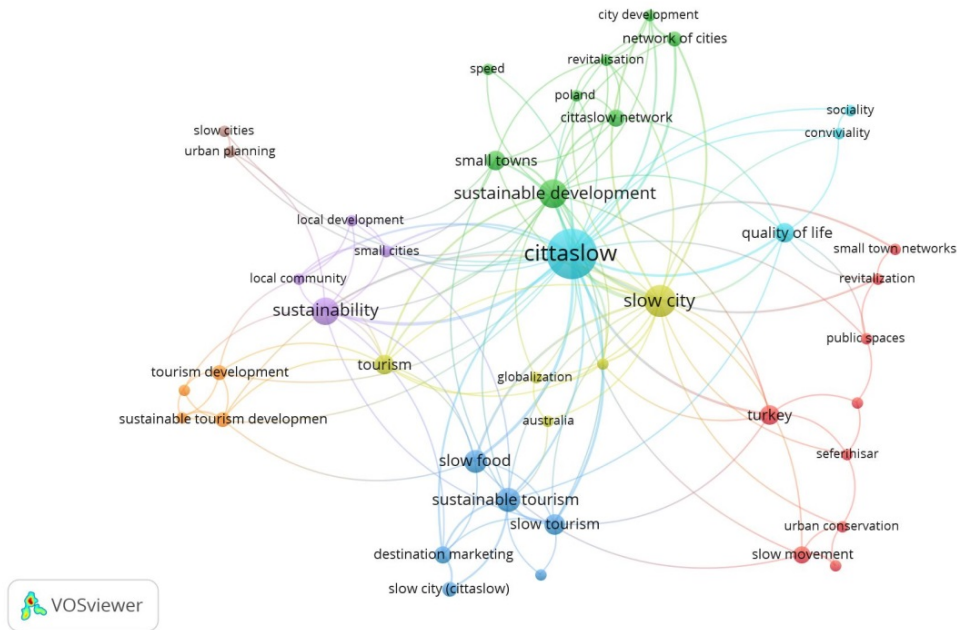 city development
network of cities
revitalisation
speed
poland
cittaslow network
sociality
conviviality
slow cities
urban planning
small towns
sustainable development
local development
small cities
quality of life
small town networks
cittaslow
local community
revitalization
slow city
sustainability
public spaces
tourism
tourism development
globalization
sustainable tourism developmen
australia
turkey
seferihisar
slow food
sustainable tourism
slow tourism
urban conservation
destination marketing
slow movement
slow city (cittaslow)
VOSviewer